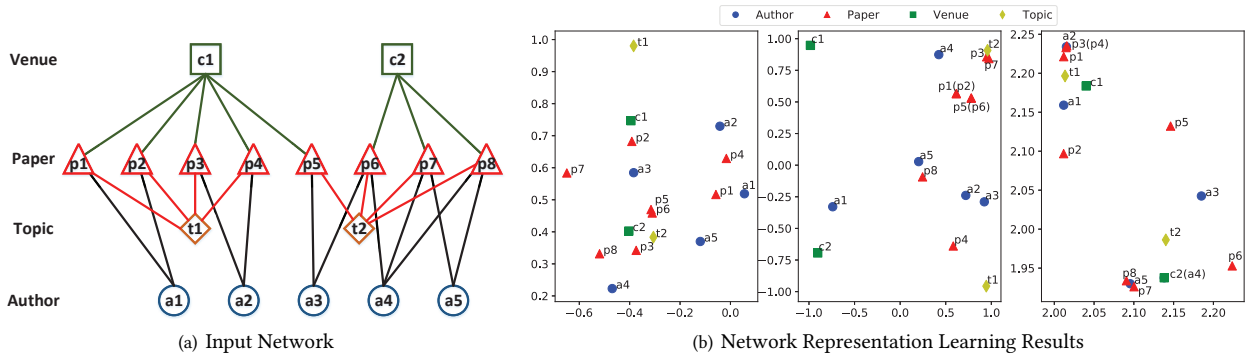 Venue
c1
c2
Paper
p1
p2
p3
p4
p5
p6
p7
p8
Topic
t1
t2
Author
a1
a2
a3
a4
a5
(a) Input Network
Author Paper Venue Topic
1.0
0.9
0.8
0.7
0.6
0.5
0.4
0.3
0.2
−0.6 −0.4 −0.2 0.0
t1
c1
a2
p2
p4
p7
a3
a1
p1
p5
p6
c2
t2
a5
p8
p3
a4
1.00
0.75
0.50
0.25
0.00
−0.25
−0.50
−0.75
−1.00
−1.0 −0.5 0.0 0.5 1.0
c1
a4
t2
p3
p7
p1(p2)
p5(p6)
a5
p8
a2
a3
a1
c2
p4
t1
2.25
2.20
2.15
2.10
2.05
2.00
1.95
2.00 2.05 2.10 2.15 2.20
a2
p3(p4)
p1
t1
c1
a1
p5
p2
a3
t2
p6
c2(a4)
p8
a5
p7
(b) Network Representation Learning Results